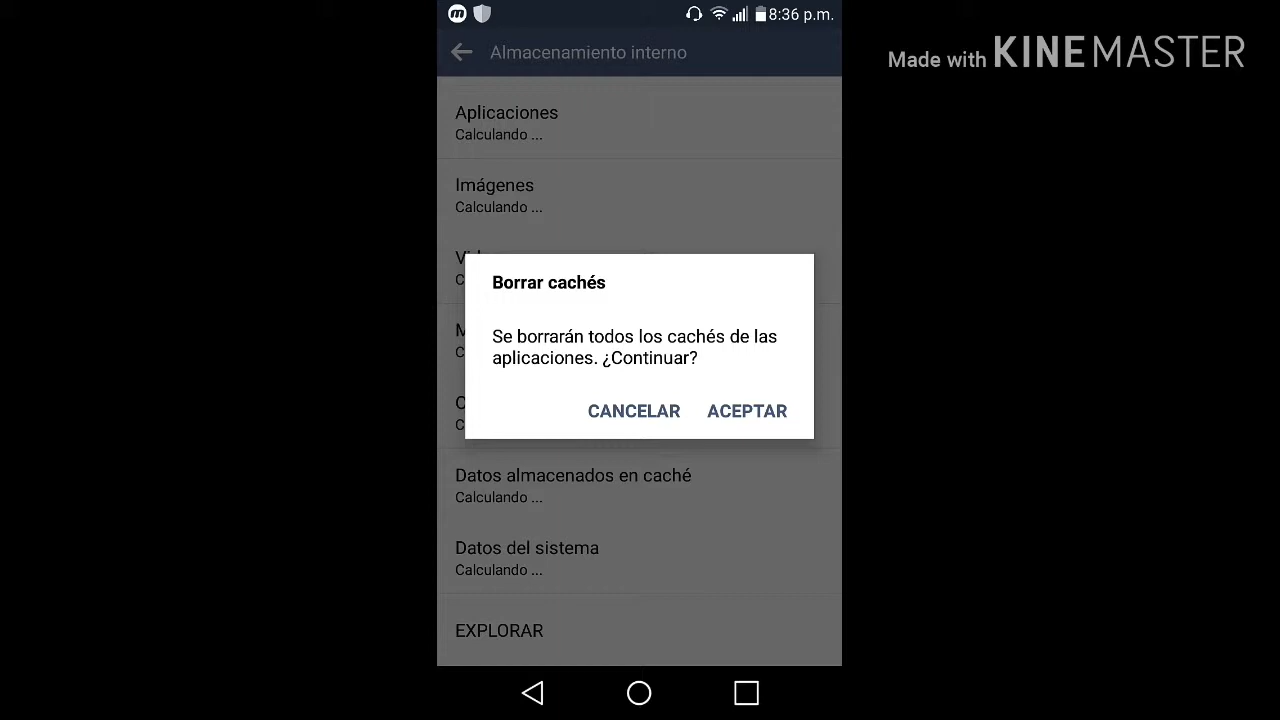 8:36 p.m.
Made with KINEMASTER
Almacenamiento interno
Aplicaciones
Calculando ...
Imágenes
Calculando ...
Borrar cachés
Se borrarán todos los cachés de las
aplicaciones. ¿Continuar?
CANCELAR ACEPTAR
Datos almacenados en caché
Calculando ...
Datos del sistema
Calculando ...
EXPLORAR